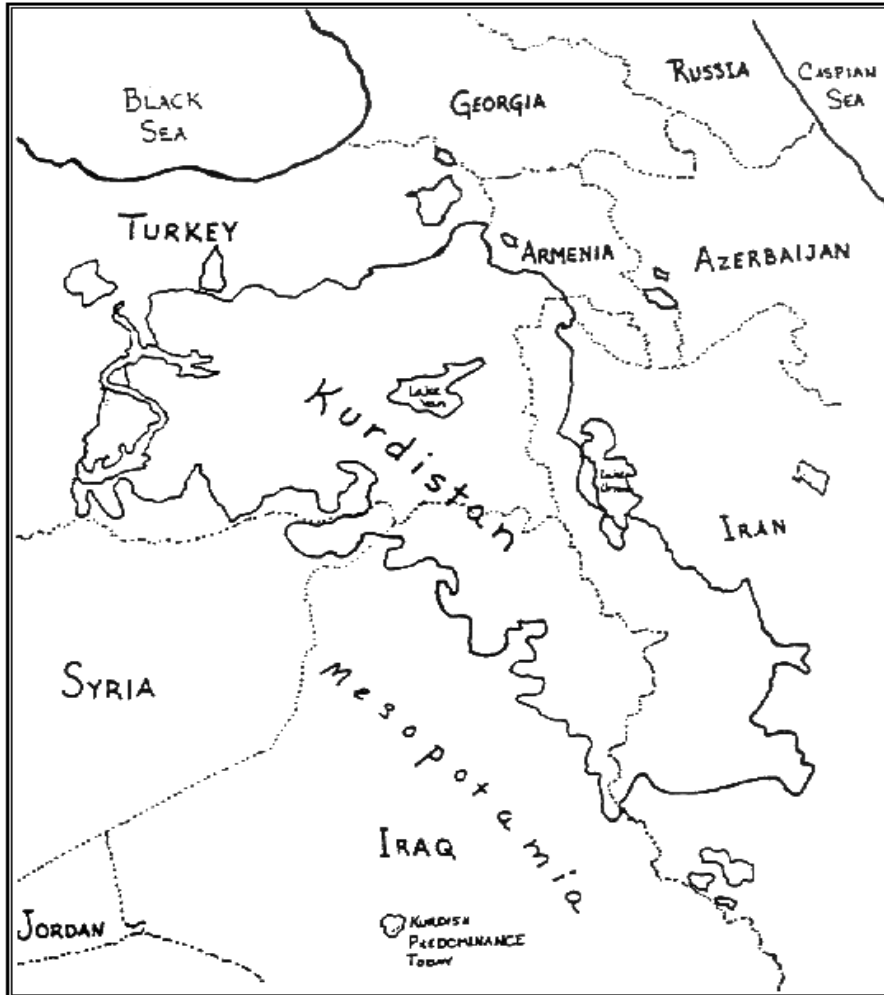 BLACK
SEA
GEORGIA
RUSSIA
CASPIAN
SEA
TURKEY
ARMENIA
AZERBAIJAN
Lake
Van
Kurdistan
Lake
IRAN
SYRIA
Mesopotamia
IRAQ
JORDAN
KURDISH
PREDOMINANCE
TODAY